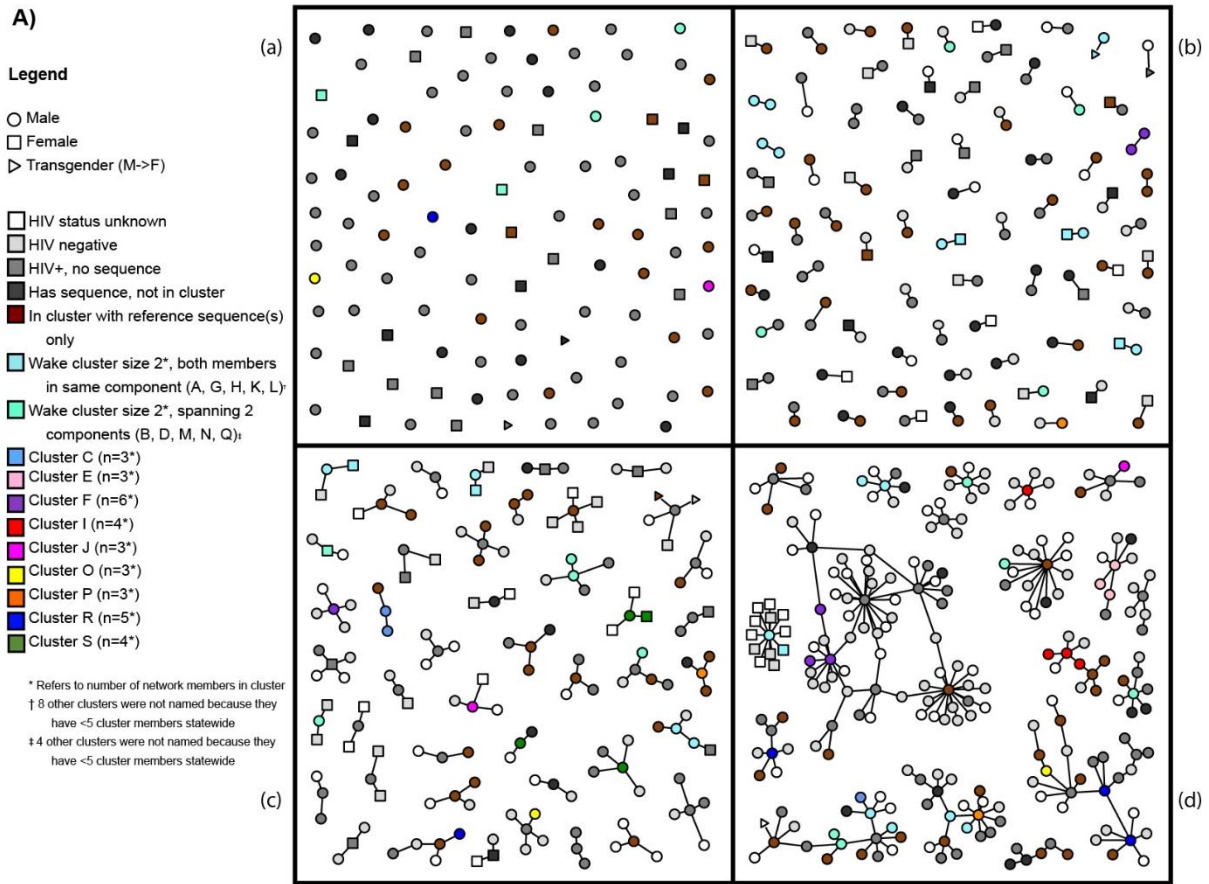 A)
(a)
(b)
Legend
Male
Female
Transgender (M->F)
HIV status unknown
HIV negative
HIV+, no sequence
Has sequence, not in cluster
In cluster with reference sequence(s)
only
Wake cluster size 2*, both members
in same component (A, G, H, K, L)†
Wake cluster size 2*, spanning 2
components (B, D, M, N, Q)‡
Cluster C (n=3*)
Cluster E (n=3*)
Cluster F (n=6*)
Cluster I (n=4*)
Cluster J (n=3*)
Cluster O (n=3*)
Cluster P (n=3*)
Cluster R (n=5*)
Cluster S (n=4*)
* Refers to number of network members in cluster
† 8 other clusters were not named because they
have <5 cluster members statewide
‡ 4 other clusters were not named because they
have <5 cluster members statewide
(c)
(d)